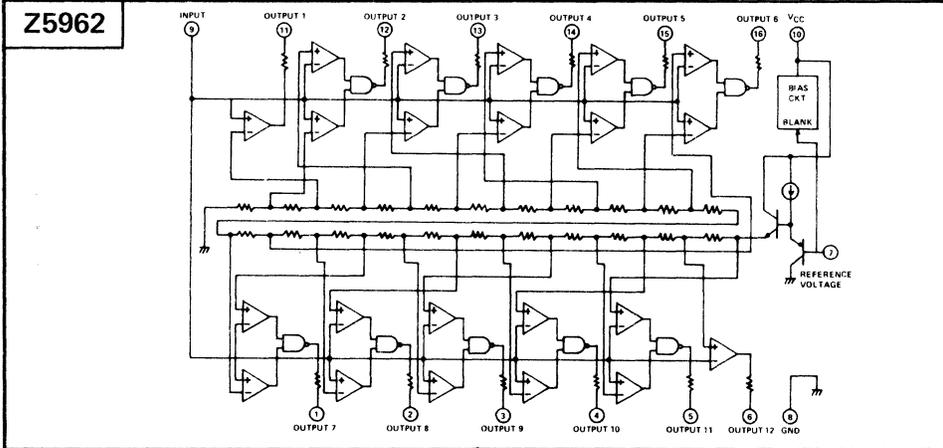 Z5962
INPUT
9
OUTPUT 1
11
OUTPUT 2
12
OUTPUT 3
13
OUTPUT 4
14
OUTPUT 5
15
OUTPUT 6
16
VCC
10
BIAS
CKT
BLANK
7
REFERENCE
VOLTAGE
1
OUTPUT 7
2
OUTPUT 8
3
OUTPUT 9
4
OUTPUT 10
5
OUTPUT 11
6
OUTPUT 12
8
GND